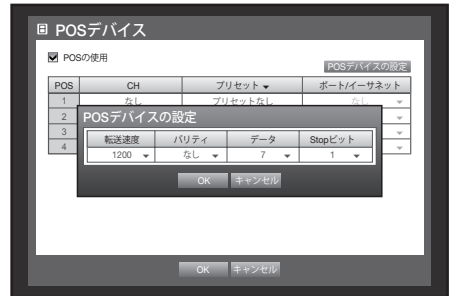 POSデバイス
POSの使用
POSデバイスの設定
POS CH プリセット ポート/イーサネット
1 なし プリセットなし なし
2
3
4
POSデバイスの設定
転送速度 パリティ データ Stopビット
1200 なし 7 1
OK キャンセル
OK キャンセル